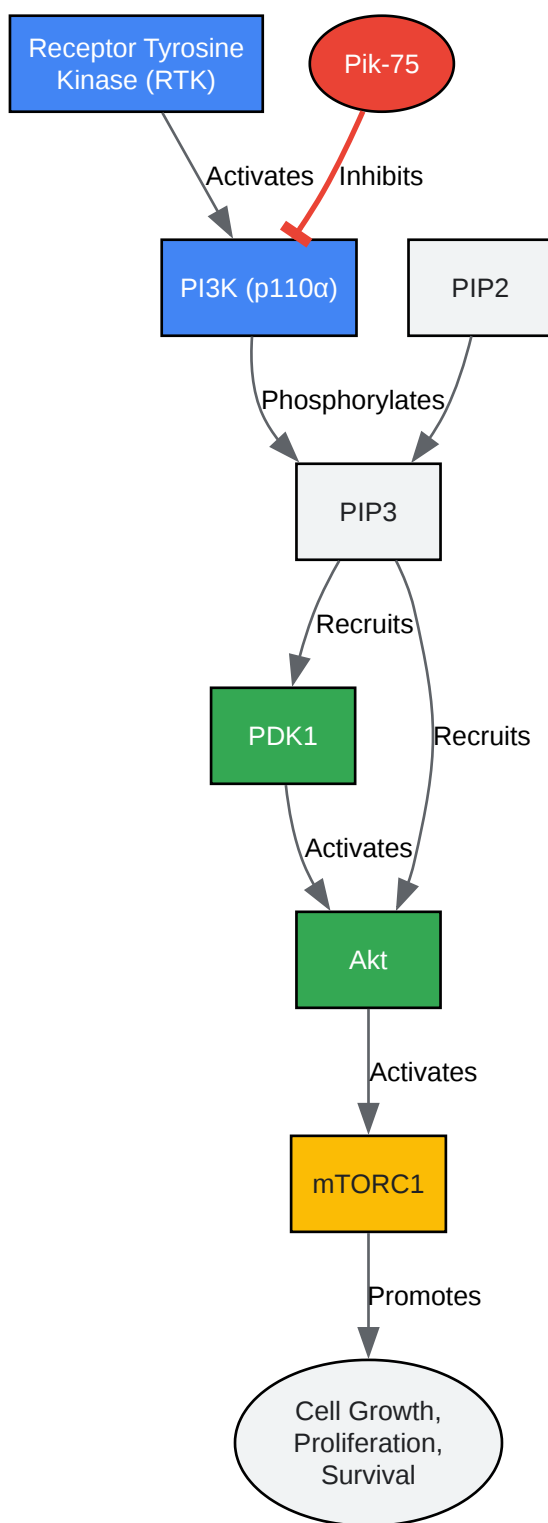 Receptor Tyrosine
Kinase (RTK)
Pik-75
Activates
Inhibits
PI3K (p110α)
PIP2
Phosphorylates
PIP3
Recruits
PDK1
Recruits
Activates
Akt
Activates
mTORC1
Promotes
Cell Growth,
Proliferation,
Survival